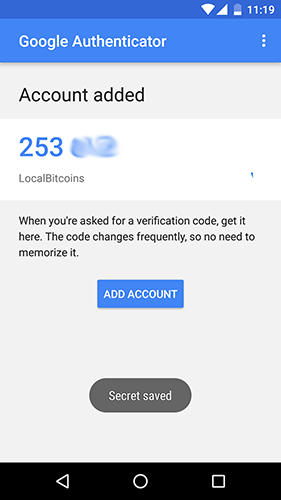 11:19
Google Authenticator
Account added
253
LocalBitcoins
When you're asked for a verification code, get it
here. The code changes frequently, so no need to
memorize it.
ADD ACCOUNT
Secret saved